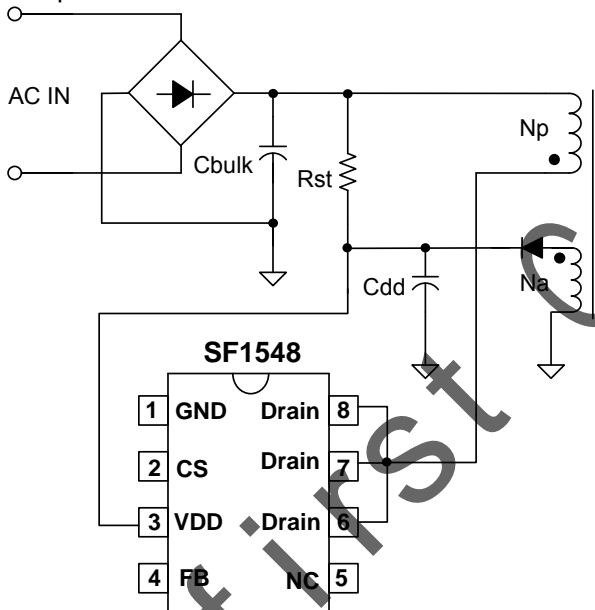 AC IN
Cbulk
Rst
Np
Cdd
Na
SF1548
1 GND Drain 8
2 CS Drain 7
3 VDD Drain 6
4 FB NC 5
first